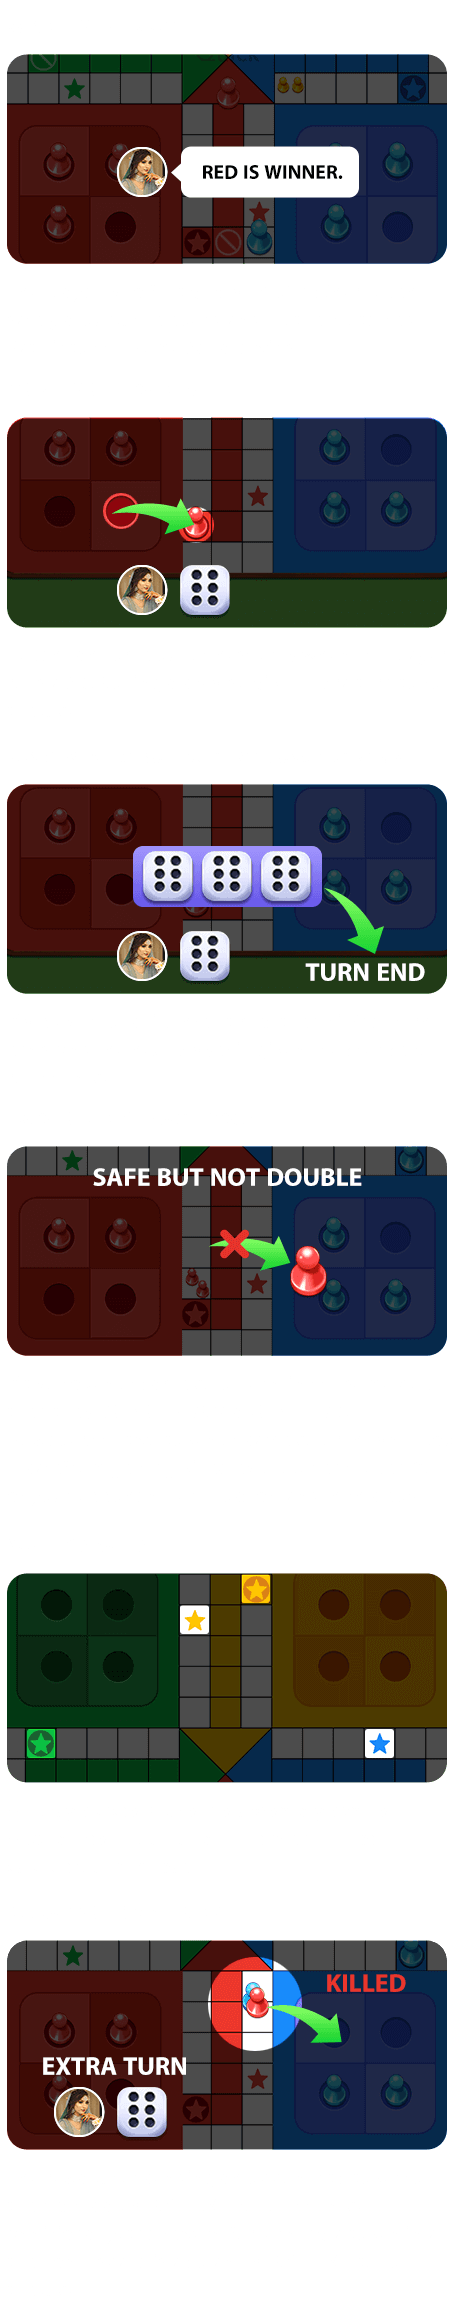 RED IS WINNER.
TURN END
SAFE BUT NOT DOUBLE
KILLED
EXTRA TURN